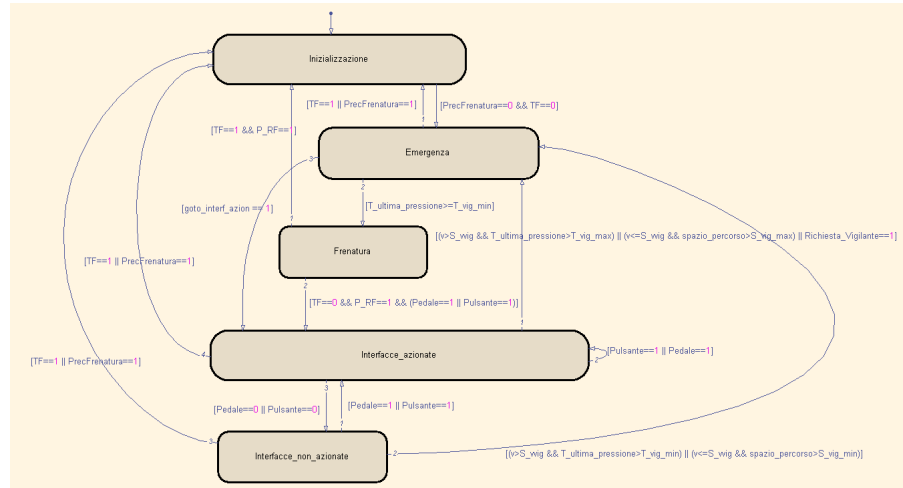 Inizializzazione
[TF==1 || PrecFrenatura==1]
[PrecFrenatura==0 && TF==0]
[TF==1 && P_RF==1]
1
Emergenza
3
2
[goto_interf_azion == 1]
[T_ultima_pressione>=T_vig_min]
1
[(v>S_wig && T_ultima_pressione>T_vig_max) || (v<=S_wig && spazio_percorso>S_vig_max) || Richiesta_Vigilante==1]
Frenatura
[TF==1 || PrecFrenatura==1]
2
[TF==0 && P_RF==1 && (Pedale==1 || Pulsante==1)]
1
Interfacce_azionate
[Pulsante==1 || Pedale==1]
4
2
[TF==1 || PrecFrenatura==1]
3
[Pedale==0 || Pulsante==0]
[Pedale==1 || Pulsante==1]
1
3
Interfacce_non_azionate
2
[(v>S_wig && T_ultima_pressione>T_vig_min) || (v<=S_wig && spazio_percorso>S_vig_min)]